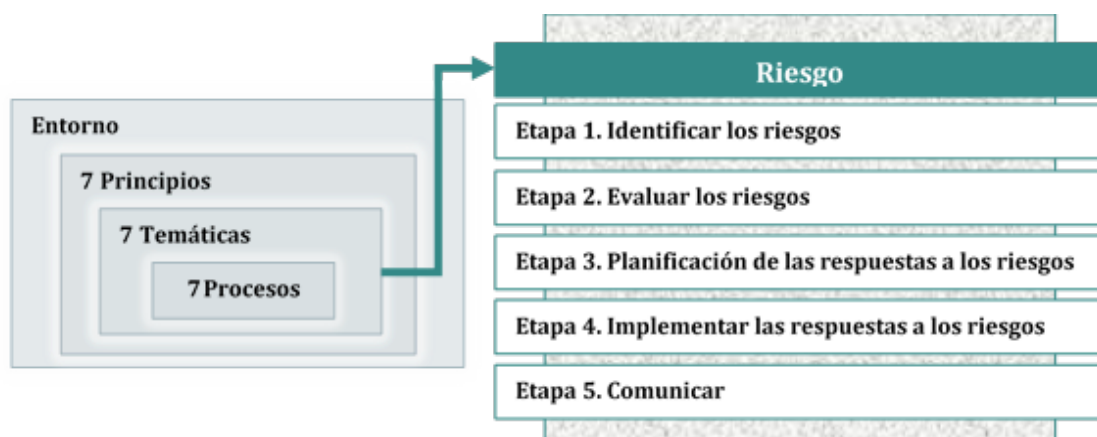 Entorno
7 Principios
7 Temáticas
7 Procesos
Riesgo
Etapa 1. Identificar los riesgos
Etapa 2. Evaluar los riesgos
Etapa 3. Planificación de las respuestas a los riesgos
Etapa 4. Implementar las respuestas a los riesgos
Etapa 5. Comunicar